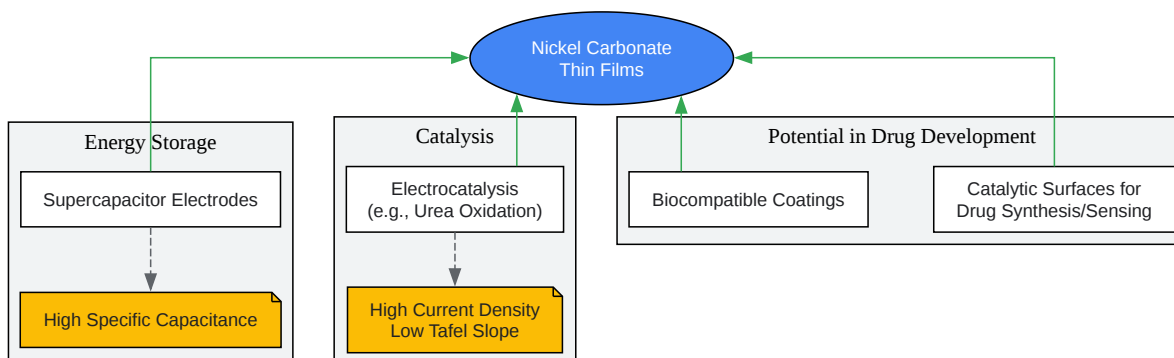 Nickel Carbonate
Thin Films
Energy Storage
Supercapacitor Electrodes
High Specific Capacitance
Catalysis
Electrocatalysis
(e.g., Urea Oxidation)
High Current Density
Low Tafel Slope
Potential in Drug Development
Biocompatible Coatings
Catalytic Surfaces for
Drug Synthesis/Sensing